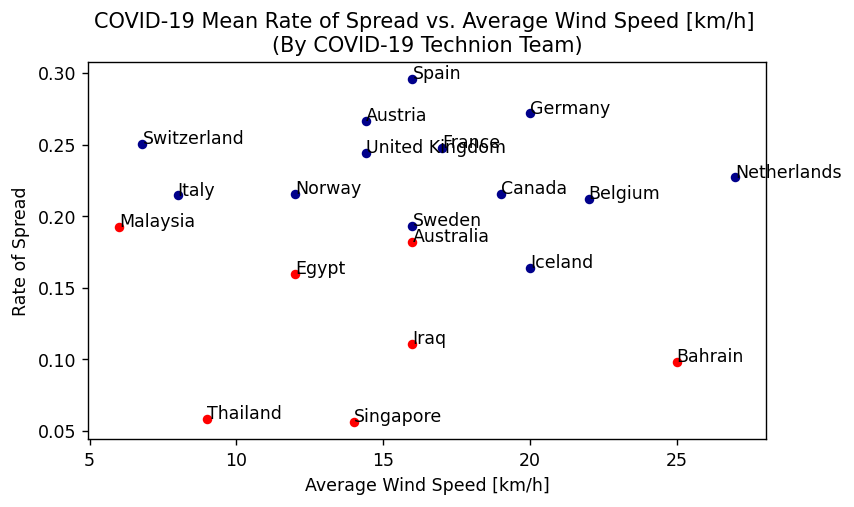 COVID-19 Mean Rate of Spread vs. Average Wind Speed [km/h]
(By COVID-19 Technion Team)
0.30
0.25
0.20
0.15
0.10
0.05
Rate of Spread
Spain
Germany
Austria
Switzerland
France
United Kingdom
Netherlands
Italy
Norway
Canada
Belgium
Malaysia
Sweden
Australia
Egypt
Iceland
Iraq
Bahrain
Thailand
Singapore
5
10
15
20
25
Average Wind Speed [km/h]